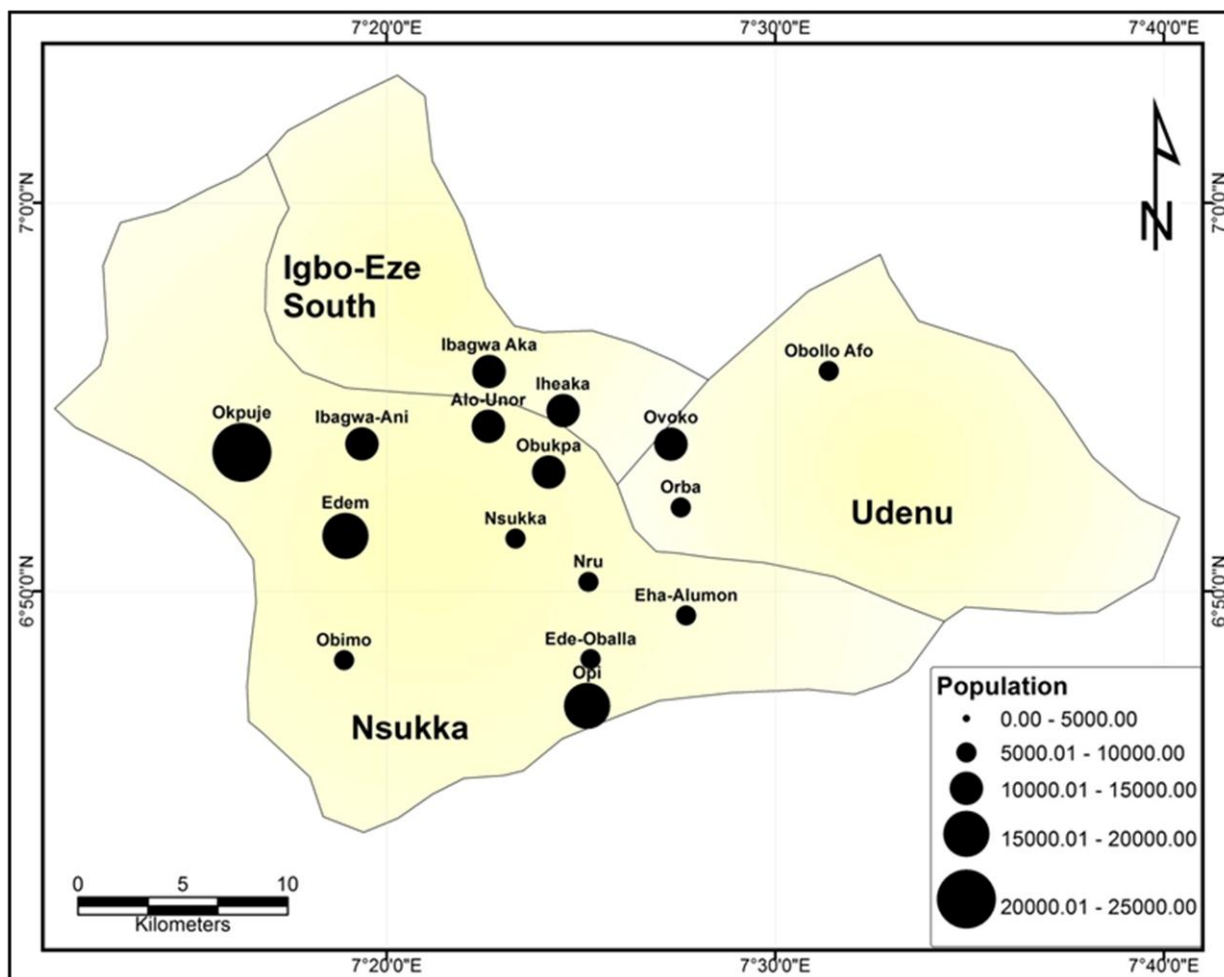 7°20'0"E
7°30'0"E
7°40'0"E
7°0'0"N
7°0'0"N
N
Igbo-Eze
South
Ibagwa Aka
Obollo Afo
Iheaka
Alo-Unor
Okpuje
Ibagwa-Ani
Ovoko
Obukpa
Orba
Edem
Udenu
Nsukka
Nru
6°50'0"N
6°50'0"N
Eha-Alumon
Obimo
Ede-Oballa
Opi
Nsukka
Population
0.00 - 5000.00
5000.01 - 10000.00
10000.01 - 15000.00
15000.01 - 20000.00
20000.01 - 25000.00
0 5 10
Kilometers
7°20'0"E
7°30'0"E
7°40'0"E